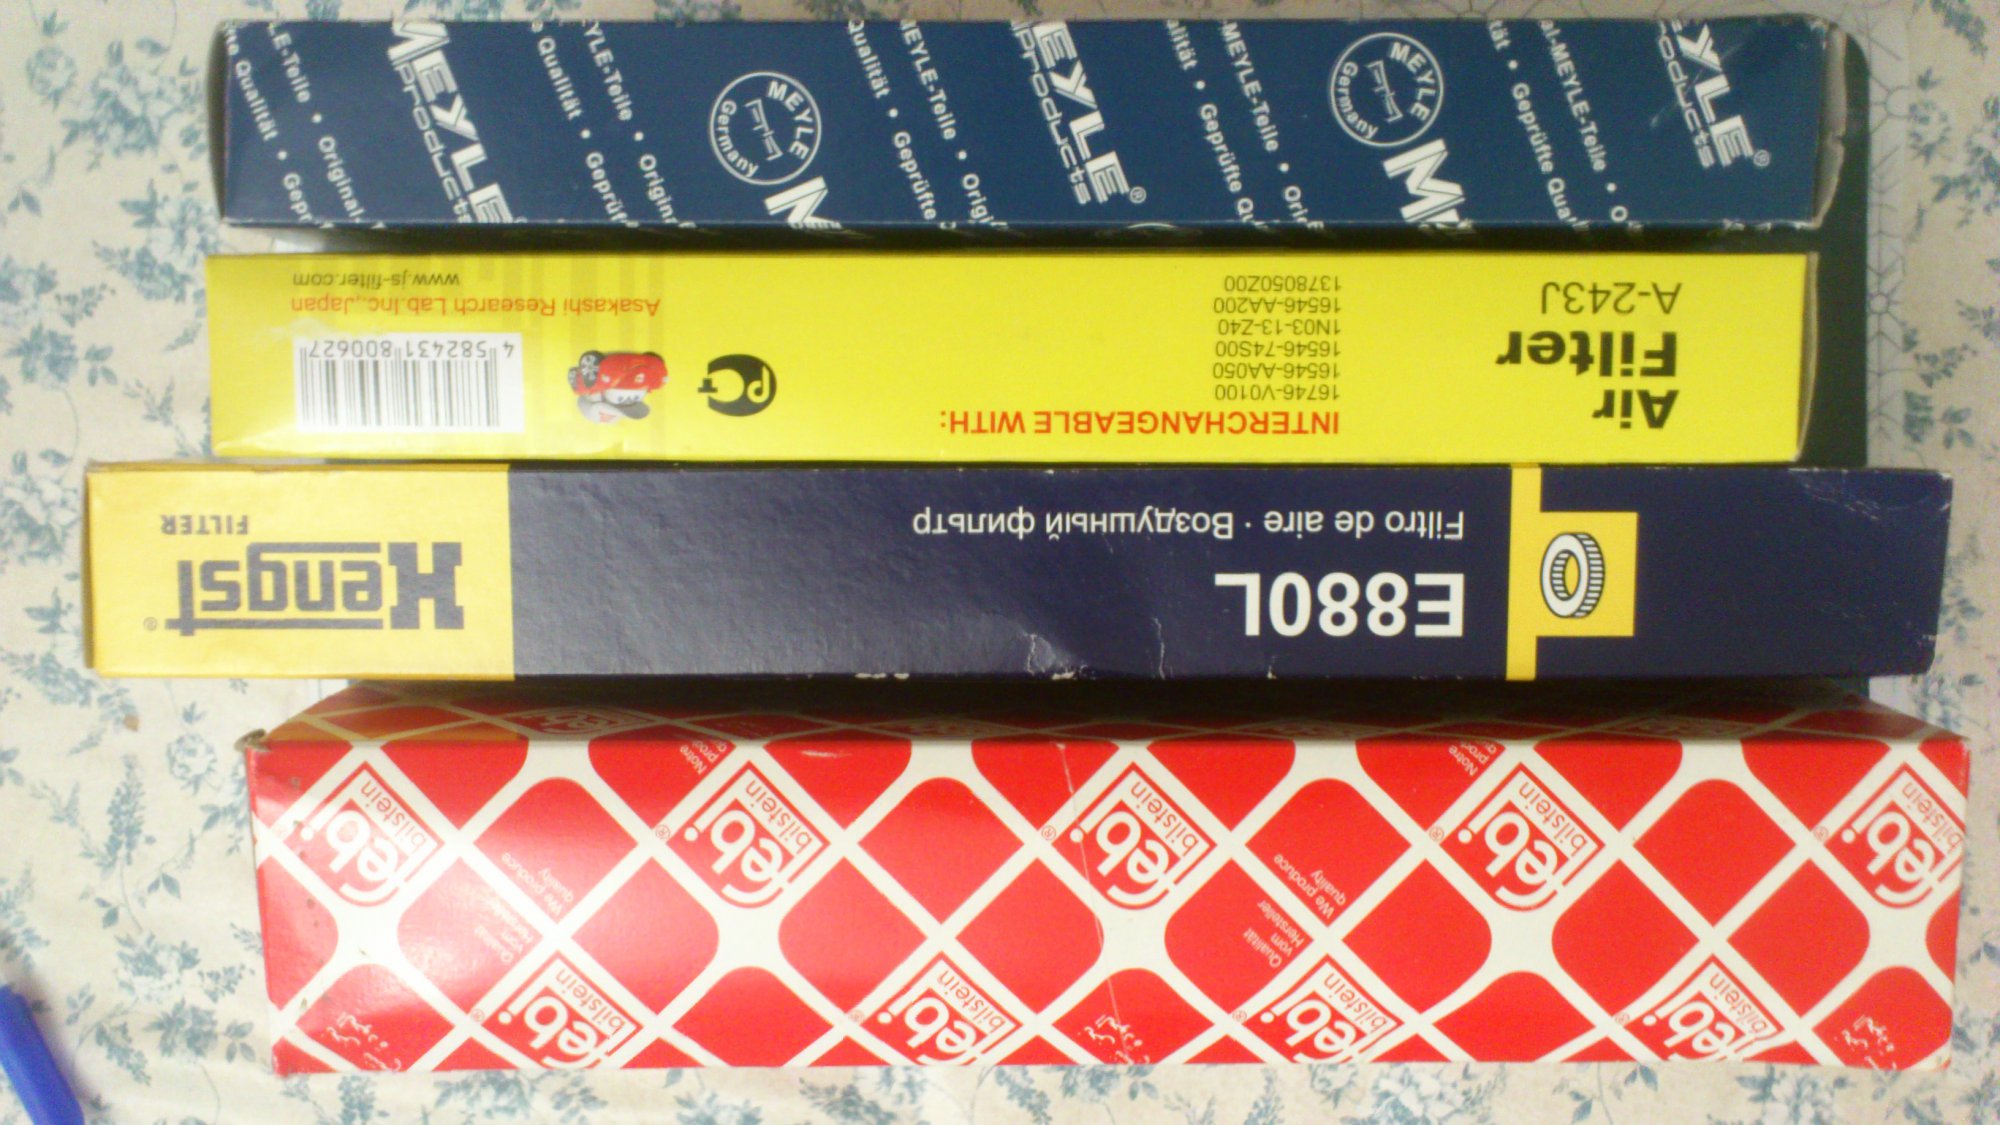 MEYLE®
Products
MEYLE
Germany
Original-MEYLE-Teile • Geprüfte Qualität
Air
Filter
A-243J
INTERCHANGEABLE WITH:
16746-V0100
16546-AA050
16546-74S00
1N03-13-Z40
16546-AA200
1378050Z00
PCT
4 582431 800627
Asakashi Research Lab.Inc.,Japan
www.js-filter.com
E880L
Filtro de aire · Воздушный фильтр
Hengst®
FILTER
febi®
bilstein
We produce
quality
Qualität
vom
Hersteller